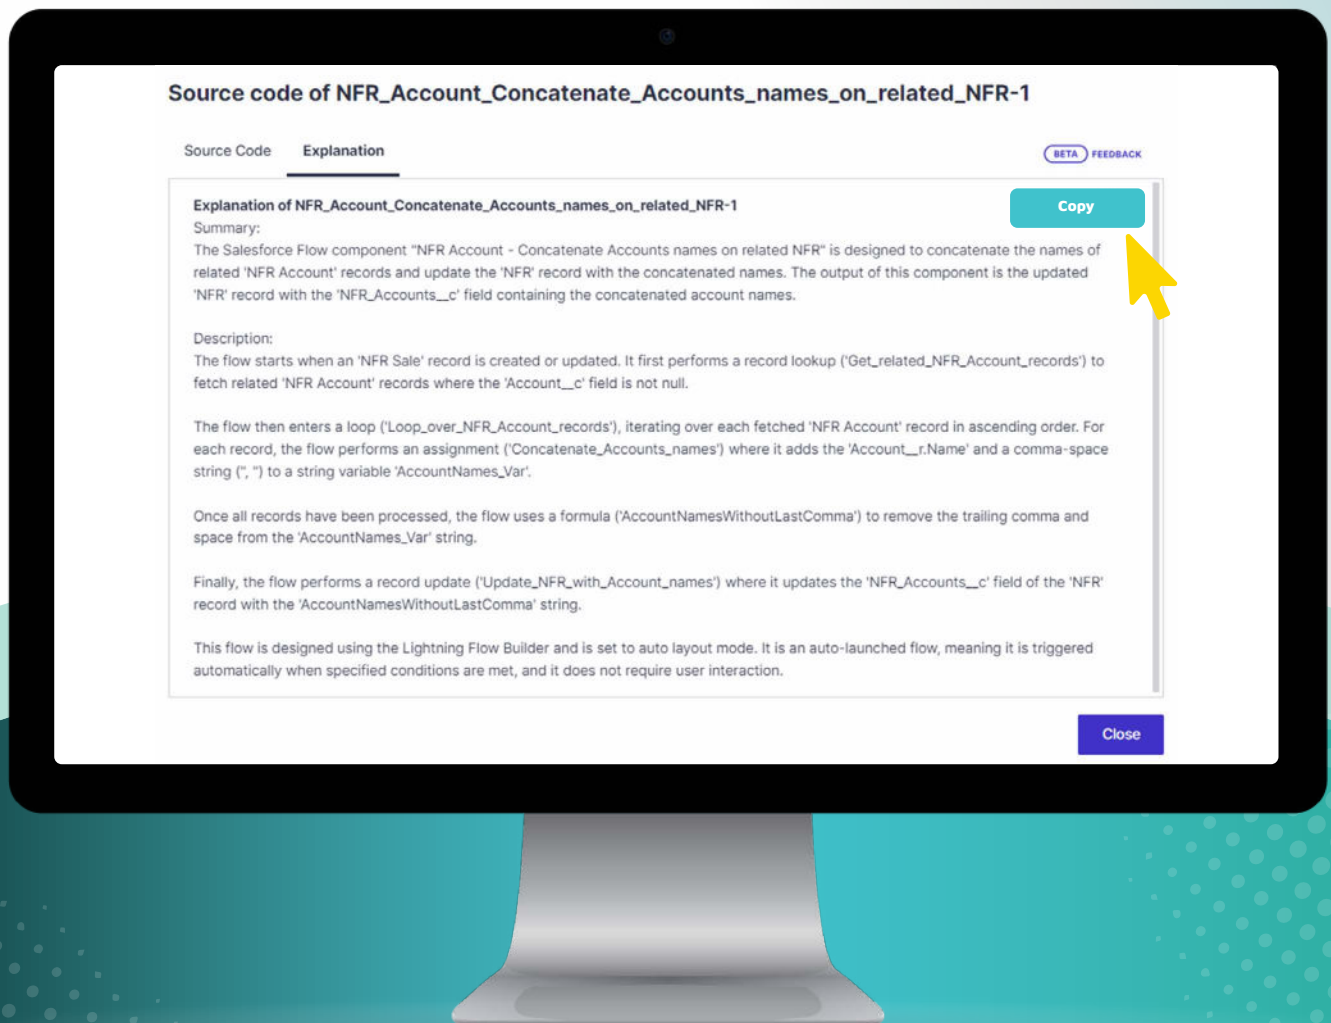 Source code of NFR_Account_Concatenate_Accounts_names_on_related_NFR-1
Source Code Explanation
BETA FEEDBACK
Explanation of NFR_Account_Concatenate_Accounts_names_on_related_NFR-1
Copy
Summary:
The Salesforce Flow component "NFR Account - Concatenate Accounts names on related NFR" is designed to concatenate the names of
related 'NFR Account' records and update the 'NFR' record with the concatenated names. The output of this component is the updated
'NFR' record with the 'NFR_Accounts__c' field containing the concatenated account names.
Description:
The flow starts when an 'NFR Sale' record is created or updated. It first performs a record lookup ('Get_related_NFR_Account_records') to
fetch related 'NFR Account' records where the 'Account__c' field is not null.
The flow then enters a loop ('Loop_over_NFR_Account_records'), iterating over each fetched 'NFR Account' record in ascending order. For
each record, the flow performs an assignment ('Concatenate_Accounts_names') where it adds the 'Account__r.Name' and a comma-space
string (", ") to a string variable 'AccountNames_Var'.
Once all records have been processed, the flow uses a formula ('AccountNamesWithoutLastComma') to remove the trailing comma and
space from the 'AccountNames_Var' string.
Finally, the flow performs a record update ('Update_NFR_with_Account_names') where it updates the 'NFR_Accounts__c' field of the 'NFR'
record with the 'AccountNamesWithoutLastComma' string.
This flow is designed using the Lightning Flow Builder and is set to auto layout mode. It is an auto-launched flow, meaning it is triggered
automatically when specified conditions are met, and it does not require user interaction.
Close